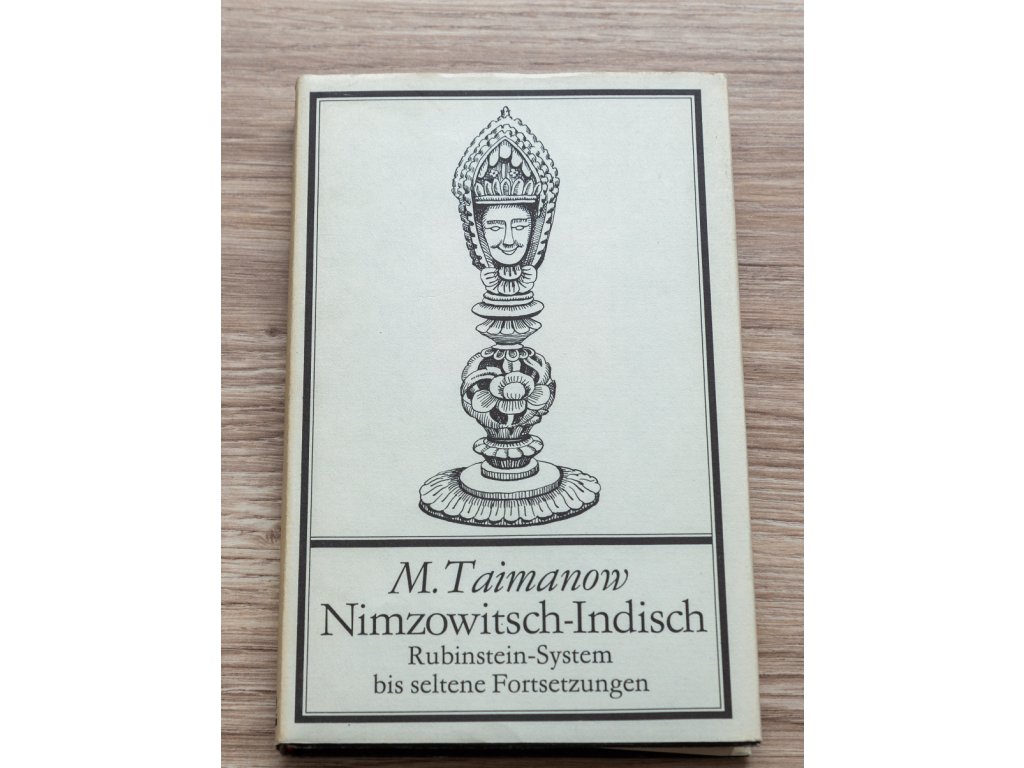 M. Taimanow
Nimzowitsch-Indisch
Rubinstein-System
bis seltene Fortsetzungen